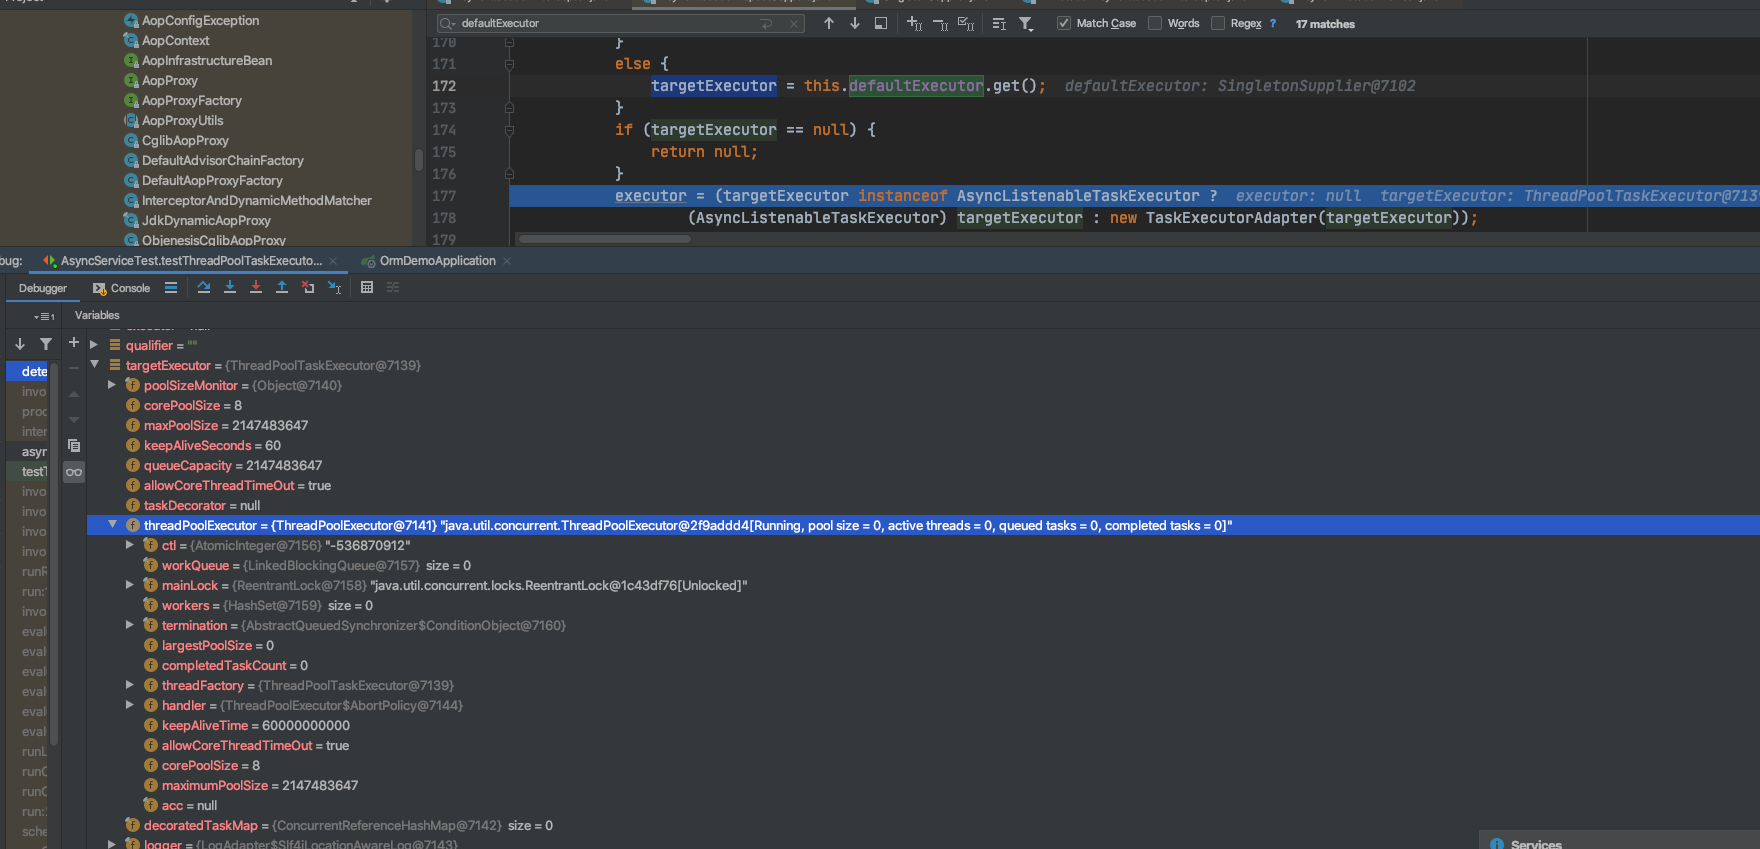 AopConfigException
AopContext
AopInfrastructureBean
AopProxy
AopProxyFactory
AopProxyUtils
CglibAopProxy
DefaultAdvisorChainFactory
DefaultAopProxyFactory
InterceptorAndDynamicMethodMatcher
JdkDynamicAopProxy
ObjenesisCglibAopProxy
defaultExecutor
Match Case
Words
Regex ?
17 matches
170 }
171 else {
172 targetExecutor = this.defaultExecutor.get(); defaultExecutor: SingletonSupplier@7102
173 }
174 if (targetExecutor == null) {
175 return null;
176 }
177 executor = (targetExecutor instanceof AsyncListenableTaskExecutor ? executor: null targetExecutor: ThreadPoolTaskExecutor@713
178 (AsyncListenableTaskExecutor) targetExecutor : new TaskExecutorAdapter(targetExecutor));
179
bug: AsyncServiceTest.testThreadPoolTaskExecuto... OrmDemoApplication
Debugger Console
Variables
qualifier = ""
targetExecutor = {ThreadPoolTaskExecutor@7139}
poolSizeMonitor = {Object@7140}
corePoolSize = 8
maxPoolSize = 2147483647
keepAliveSeconds = 60
queueCapacity = 2147483647
allowCoreThreadTimeOut = true
taskDecorator = null
threadPoolExecutor = {ThreadPoolExecutor@7141} "java.util.concurrent.ThreadPoolExecutor@2f9addd4[Running, pool size = 0, active threads = 0, queued tasks = 0, completed tasks = 0]"
ctl = {AtomicInteger@7156} "-536870912"
workQueue = {LinkedBlockingQueue@7157} size = 0
mainLock = {ReentrantLock@7158} "java.util.concurrent.locks.ReentrantLock@1c43df76[Unlocked]"
workers = {HashSet@7159} size = 0
termination = {AbstractQueuedSynchronizer$ConditionObject@7160}
largestPoolSize = 0
completedTaskCount = 0
threadFactory = {ThreadPoolTaskExecutor@7139}
handler = {ThreadPoolExecutor$AbortPolicy@7144}
keepAliveTime = 60000000000
allowCoreThreadTimeOut = true
corePoolSize = 8
maximumPoolSize = 2147483647
acc = null
decoratedTaskMap = {ConcurrentReferenceHashMap@7142} size = 0
logger = {LogAdapter$Slf4jLocationAwareLog@7143}
dete
invo
proc
inter
asyn
testT
invo
invo
invo
invo
runR
run:
invo
eval
eval
eval
eval
eval
eval
runL
runC
runC
run:
sche
Services